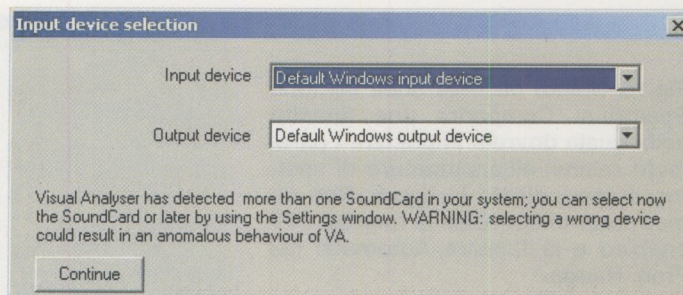 Input device selection
Input device Default Windows input device
Output device Default Windows output device
Visual Analyser has detected more than one SoundCard in your system; you can select now
the SoundCard or later by using the Settings window. WARNING: selecting a wrong device
could result in an anomalous behaviour of VA.
Continue